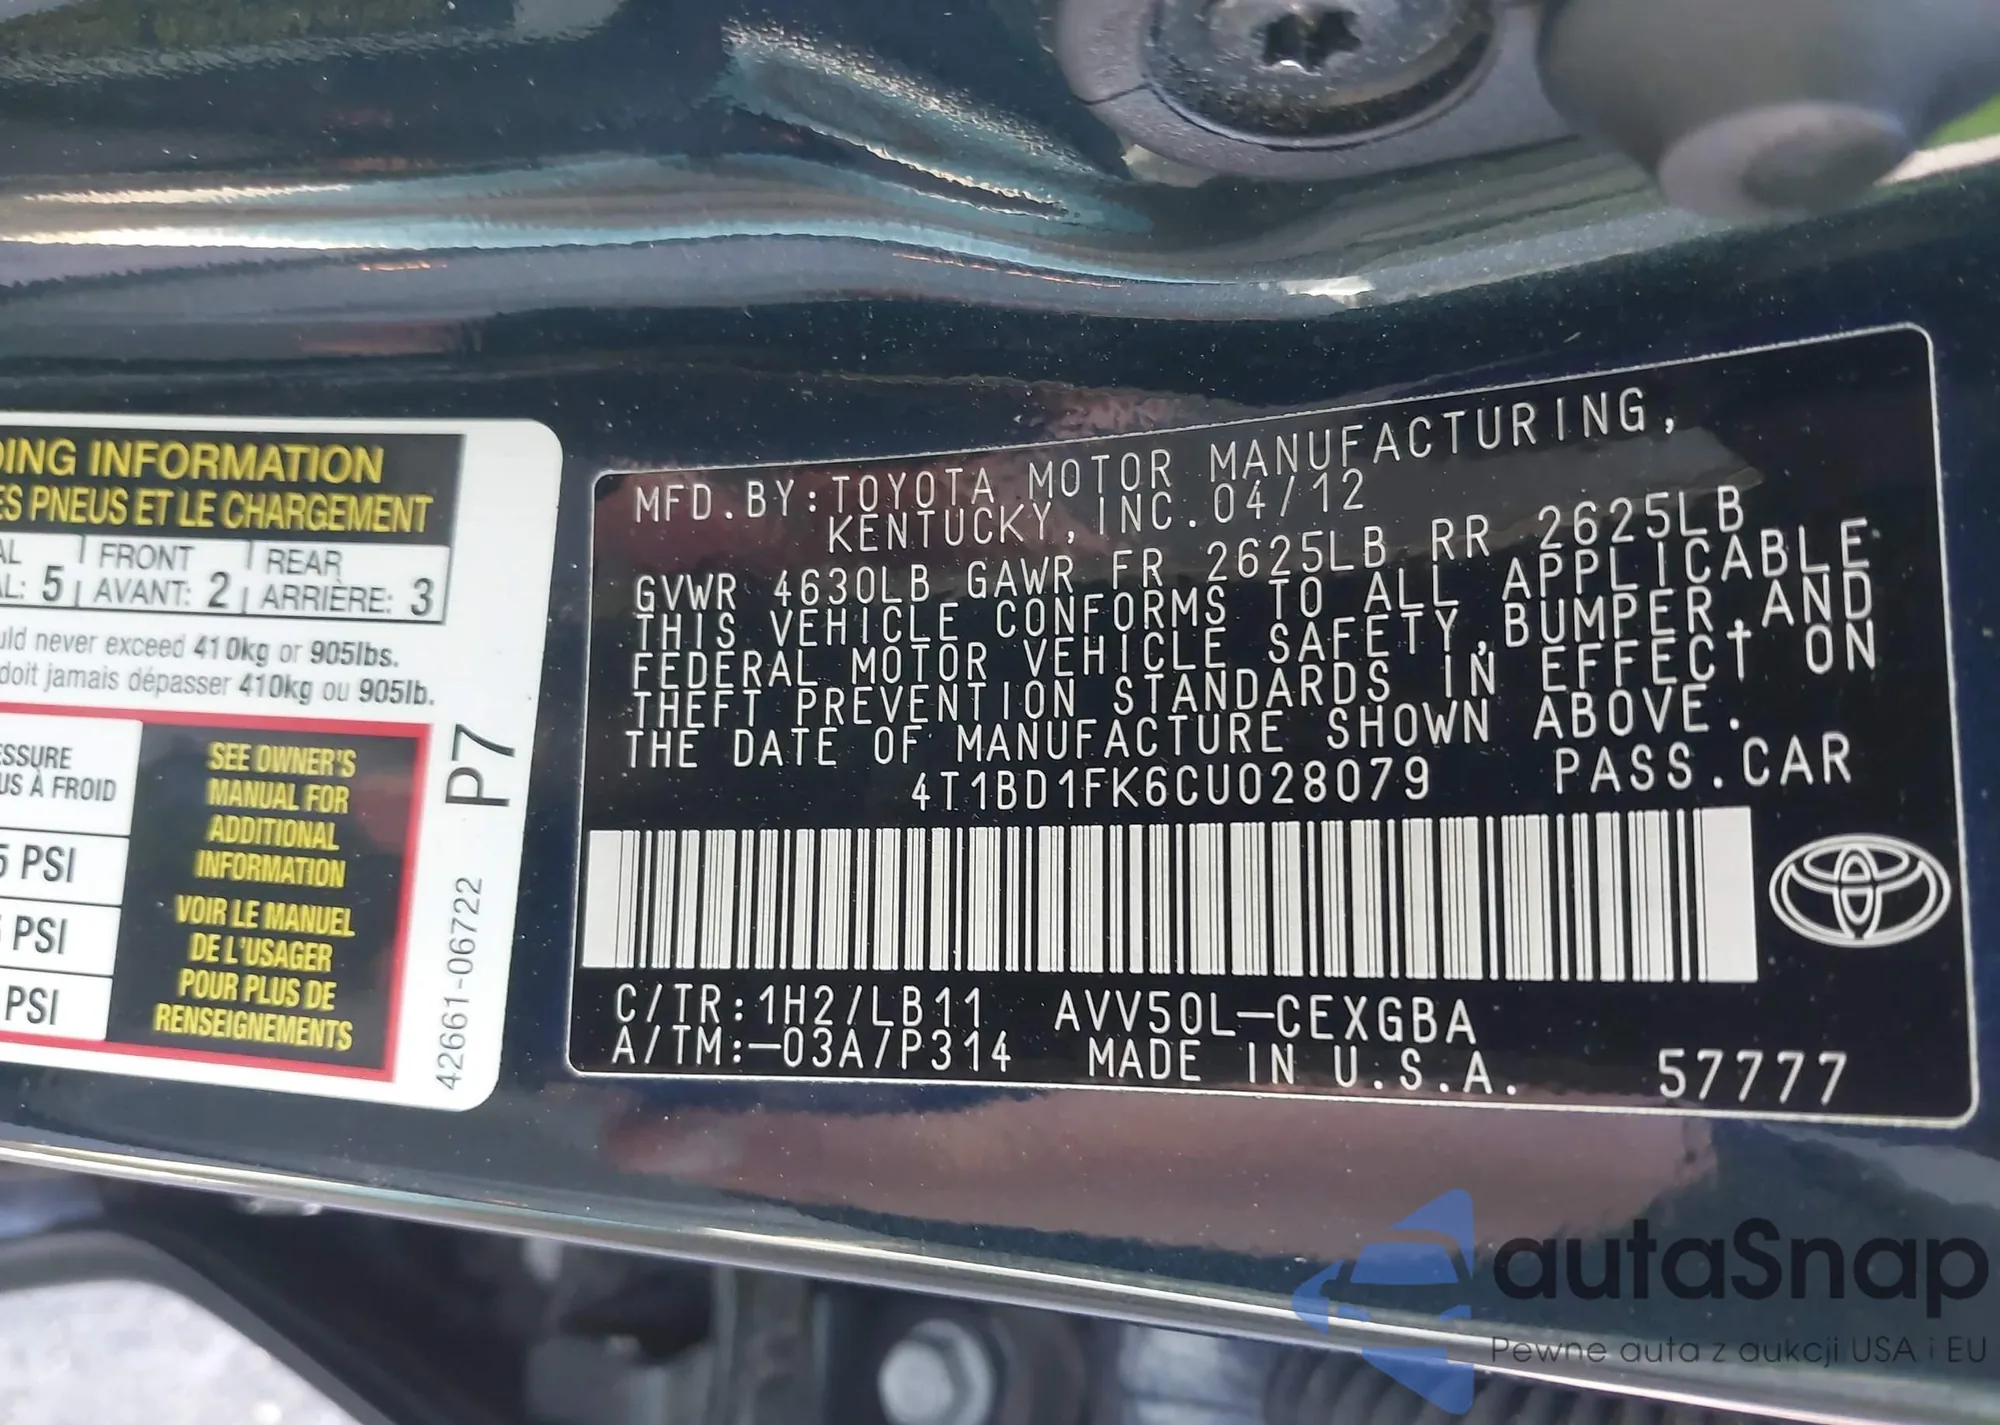 DING INFORMATION
ES PNEUS ET LE CHARGEMENT
AL FRONT REAR
AL: 5 AVANT: 2 ARRIÈRE: 3
uld never exceed 410kg or 905lbs.
doit jamais dépasser 410kg ou 905lb.
ESSURE
US À FROID
5 PSI
5 PSI
PSI
SEE OWNER'S
MANUAL FOR
ADDITIONAL
INFORMATION
VOIR LE MANUEL
DE L'USAGER
POUR PLUS DE
RENSEIGNEMENTS
P7
42661-06722
MFD.BY:TOYOTA MOTOR MANUFACTURING,
KENTUCKY, INC.04/12
GVWR 4630LB GAWR FR 2625LB RR 2625LB
THIS VEHICLE CONFORMS TO ALL APPLICABLE
FEDERAL MOTOR VEHICLE SAFETY,BUMPER,AND
THEFT PREVENTION STANDARDS IN EFFECT ON
THE DATE OF MANUFACTURE SHOWN ABOVE.
4T1BD1FK6CU028079 PASS.CAR
C/TR:1H2/LB11 AVV50L-CEXGBA
A/TM:-03A/P314 MADE IN U.S.A. 57777
autaSnap
Pewne auta z aukcji USA i EU